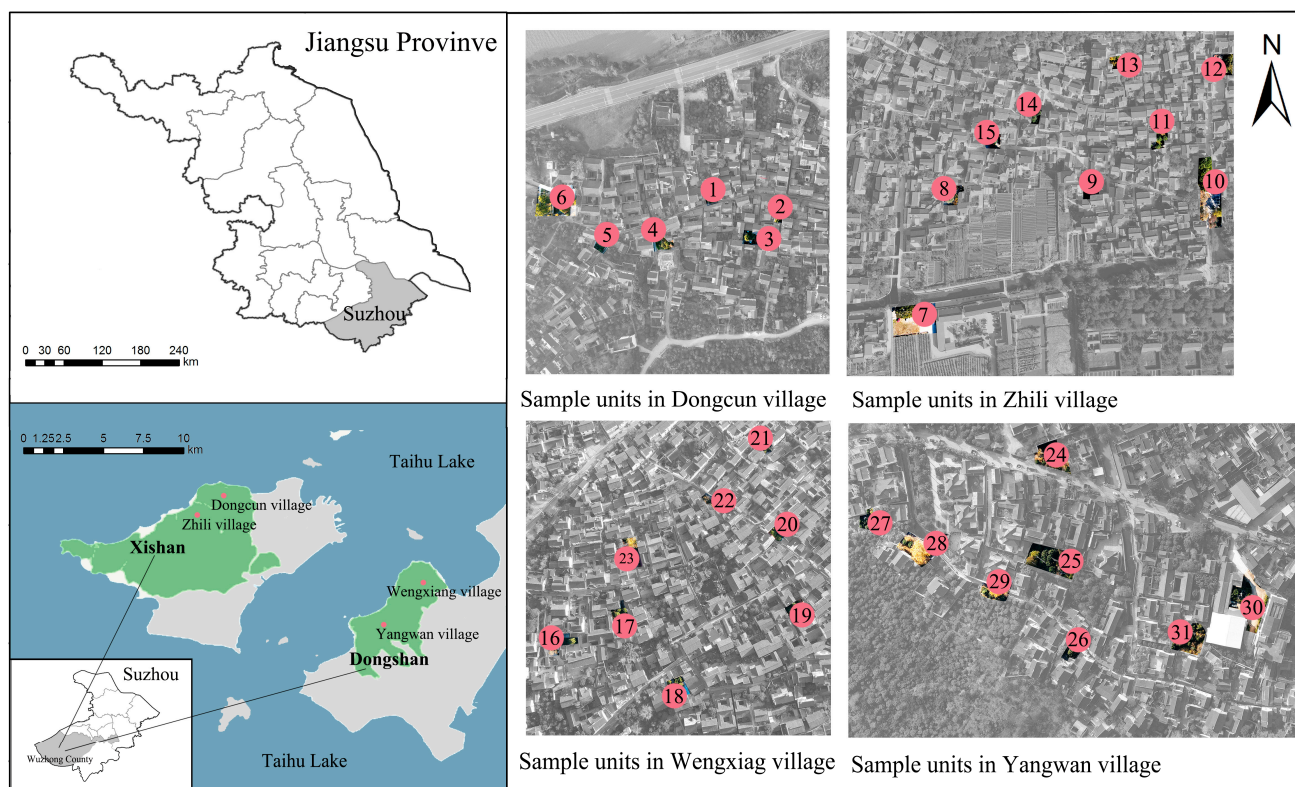 Jiangsu Provinve
Suzhou
0 30 60 120 180 240
km
0 1.25 2.5 5 7.5 10
km
Taihu Lake
Dongcun village
Zhili village
Xishan
Wengxiang village
Yangwan village
Dongshan
Suzhou
Wuzhong County
Taihu Lake
1
2
3
4
5
6
Sample units in Dongcun village
7
8
9
10
11
12
13
14
15
N
Sample units in Zhili village
16
17
18
19
20
21
22
23
Sample units in Wengxiag village
24
25
26
27
28
29
30
31
Sample units in Yangwan village